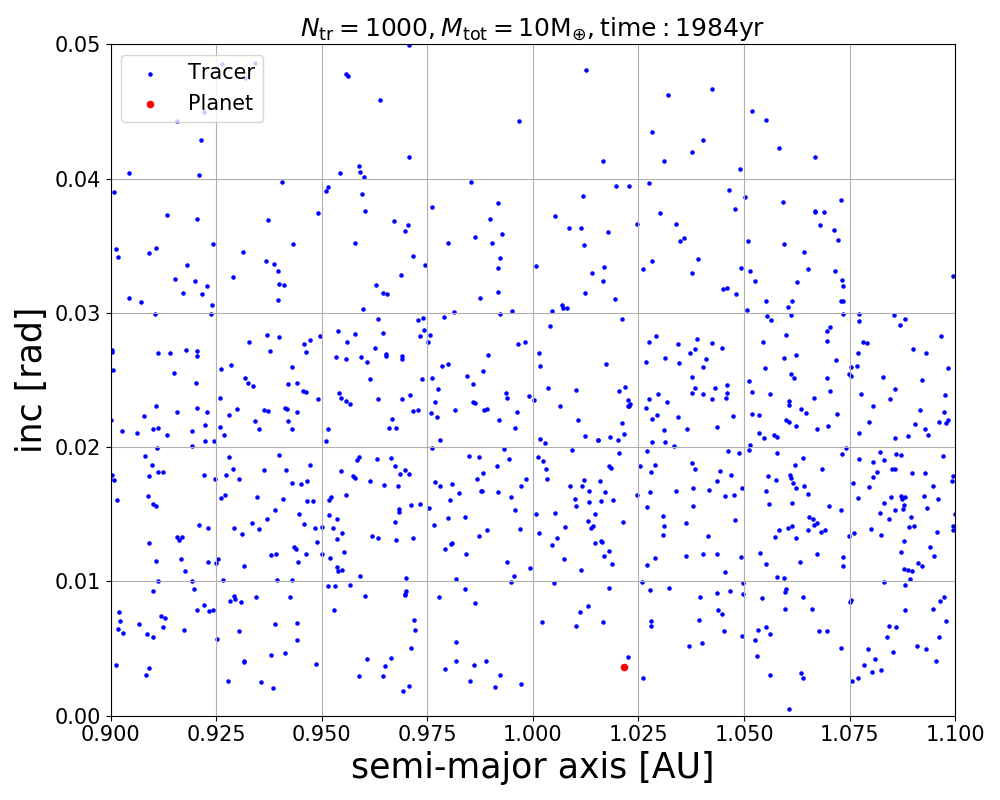 N_tr = 1000, M_tot = 10M_⊕, time : 1984yr
Tracer
Planet
0.05
0.04
0.03
0.02
0.01
0.00
inc [rad]
0.900 0.925 0.950 0.975 1.000 1.025 1.050 1.075 1.100
semi-major axis [AU]